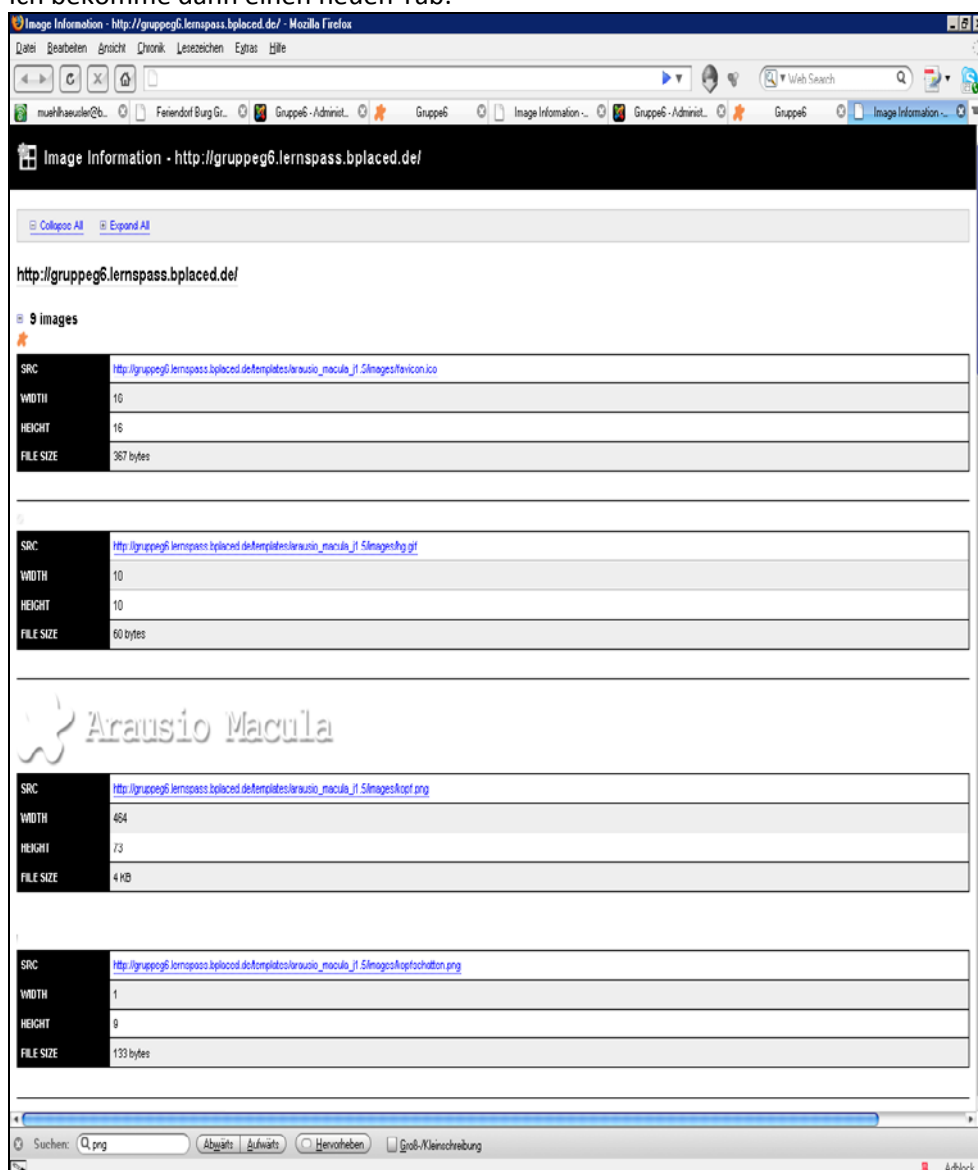 Ich bekomme dann einen neuen Tab:
Image Information - http://gruppeg6.lernspass.bplaced.de/ - Mozilla Firefox
Datei Bearbeiten Ansicht Chronik Lesezeichen Extras Hilfe
Web Search
muehlhaeusler@b... Feriendorf Burg Gr... Gruppe6 - Administ... Gruppe6 Image Information -... Gruppe6 - Administ... Gruppe6 Image Information -...
Image Information - http://gruppeg6.lernspass.bplaced.de/
Collapse All Expand All
http://gruppeg6.lernspass.bplaced.de/
9 images
SRC http://gruppeg6.lernspass.bplaced.de/templates/arausio_macula_j1.5/images/favicon.ico
WIDTH 16
HEIGHT 16
FILE SIZE 367 bytes
SRC http://gruppeg6.lernspass.bplaced.de/templates/arausio_macula_j1.5/images/hg.gif
WIDTH 10
HEIGHT 10
FILE SIZE 60 bytes
Arausio Macula
SRC http://gruppeg6.lernspass.bplaced.de/templates/arausio_macula_j1.5/images/kopf.png
WIDTH 464
HEIGHT 73
FILE SIZE 4 KB
SRC http://gruppeg6.lernspass.bplaced.de/templates/arausio_macula_j1.5/images/kopfschatten.png
WIDTH 1
HEIGHT 9
FILE SIZE 133 bytes
Suchen: png Abwärts Aufwärts Hervorheben Groß-/Kleinschreibung
Adblock